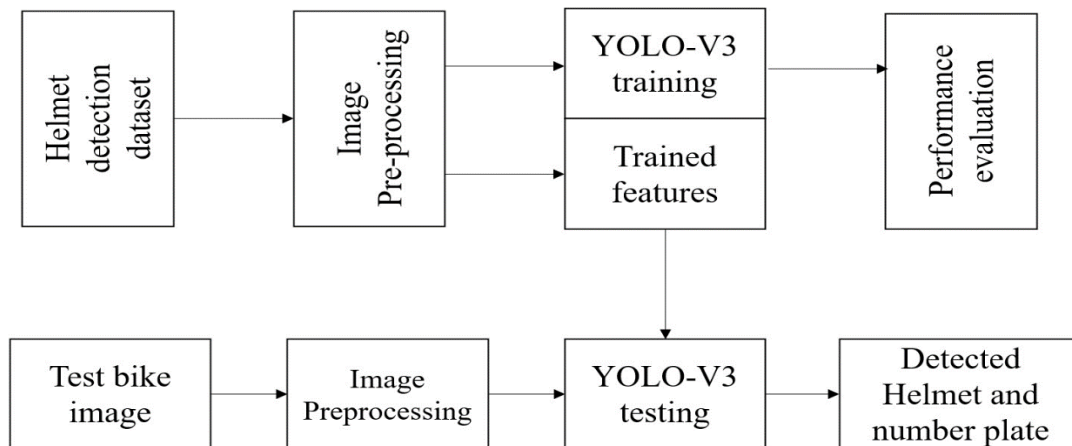 Helmet
detection
dataset
Image
Pre-processing
YOLO-V3
training
Trained
features
Performance
evaluation
Test bike
image
Image
Preprocessing
YOLO-V3
testing
Detected
Helmet and
number plate